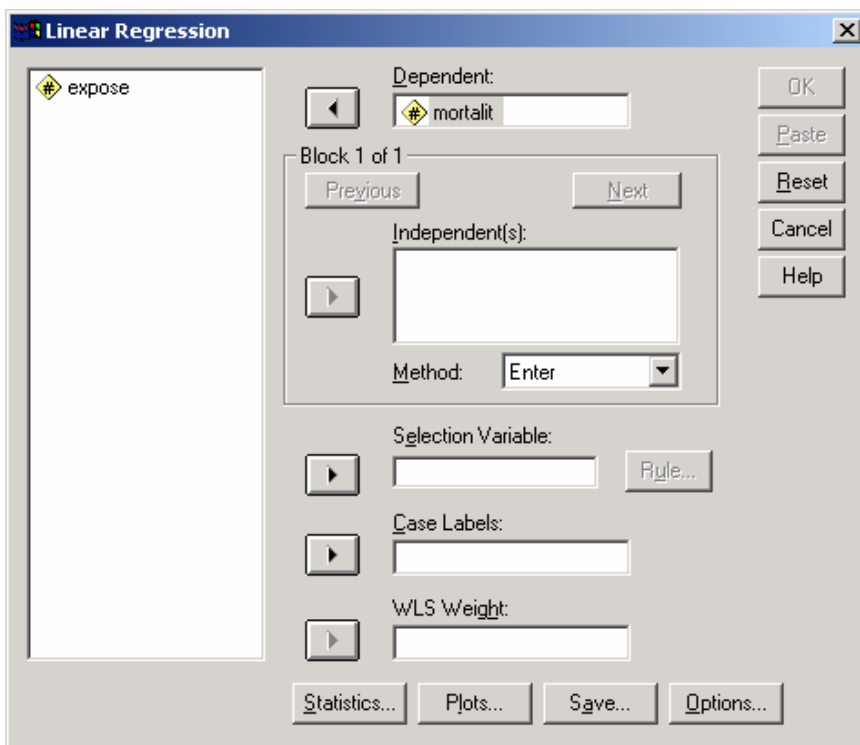 Linear Regression
expose
Dependent:
mortalit
OK
Paste
Block 1 of 1
Previous
Next
Reset
Independent(s):
Cancel
Help
Method:
Enter
Selection Variable:
Rule...
Case Labels:
WLS Weight:
Statistics...
Plots...
Save...
Options...